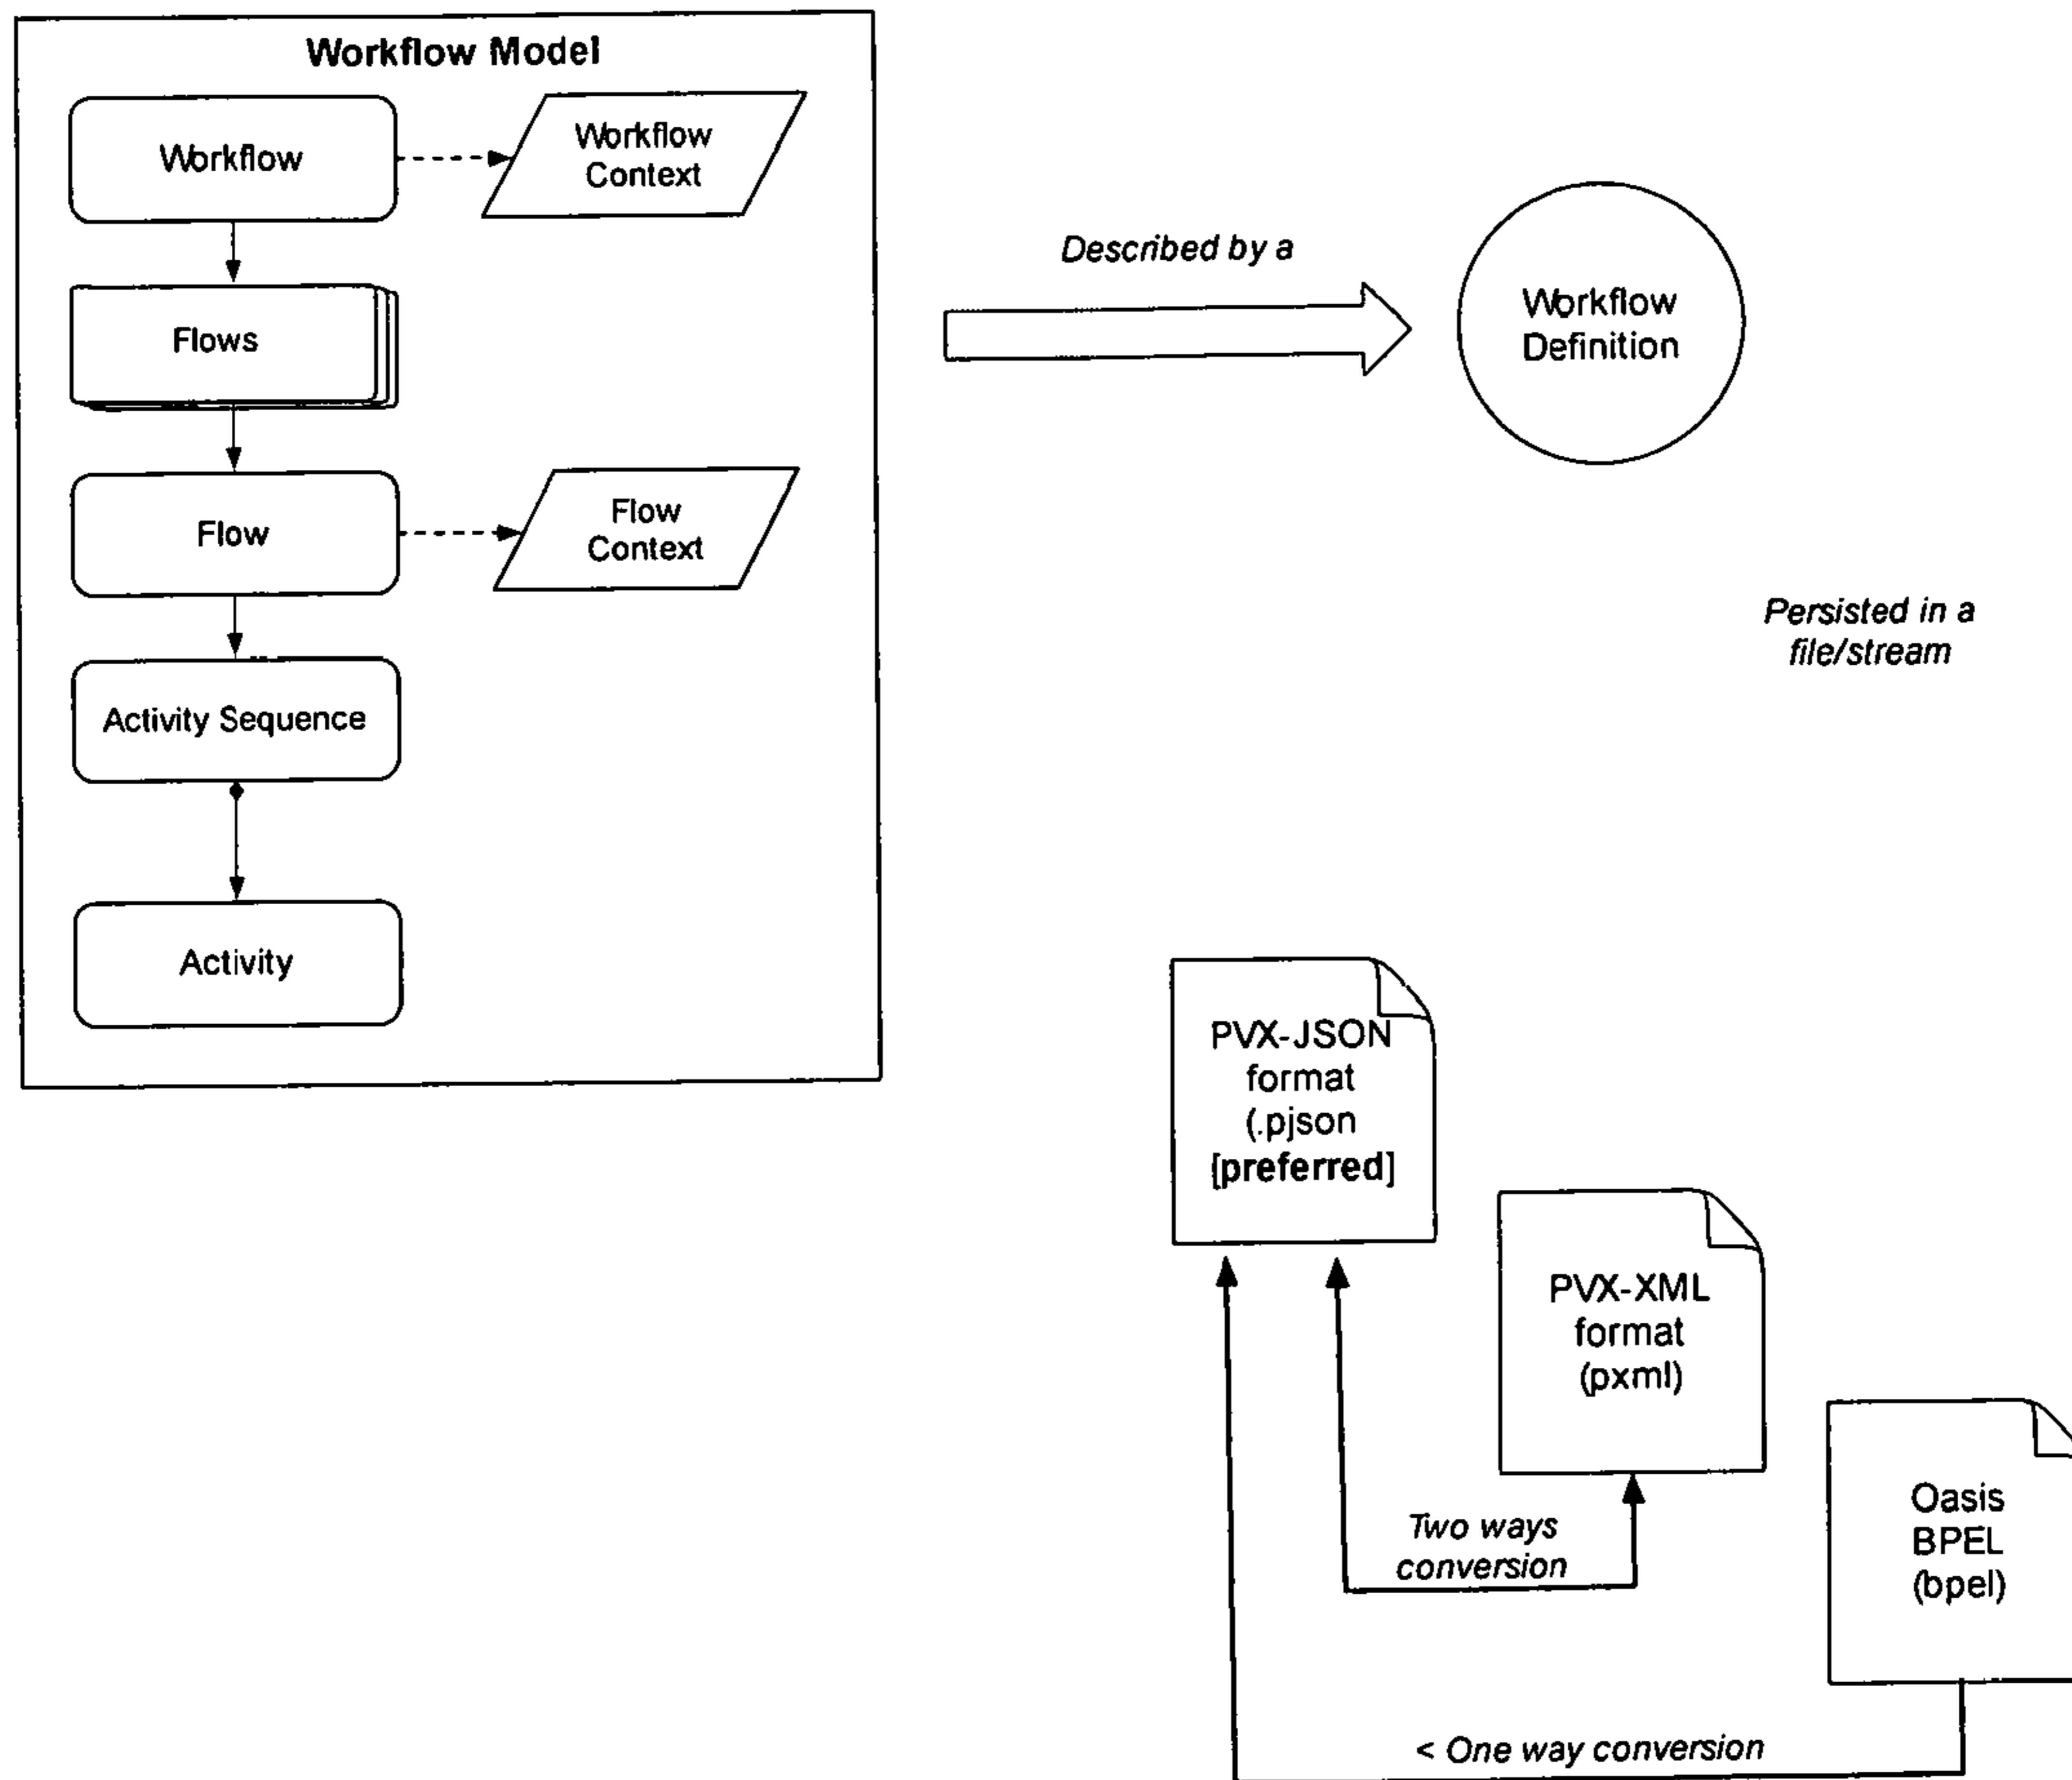 Workflow Model
Workflow
Workflow
Context
Flows
Flow
Flow
Context
Activity Sequence
Activity
Described by a
Workflow
Definition
Persisted in a
file/stream
PVX-JSON
format
(.pjson
[preferred]
PVX-XML
format
(pxml)
Oasis
BPEL
(bpel)
Two ways
conversion
< One way conversion